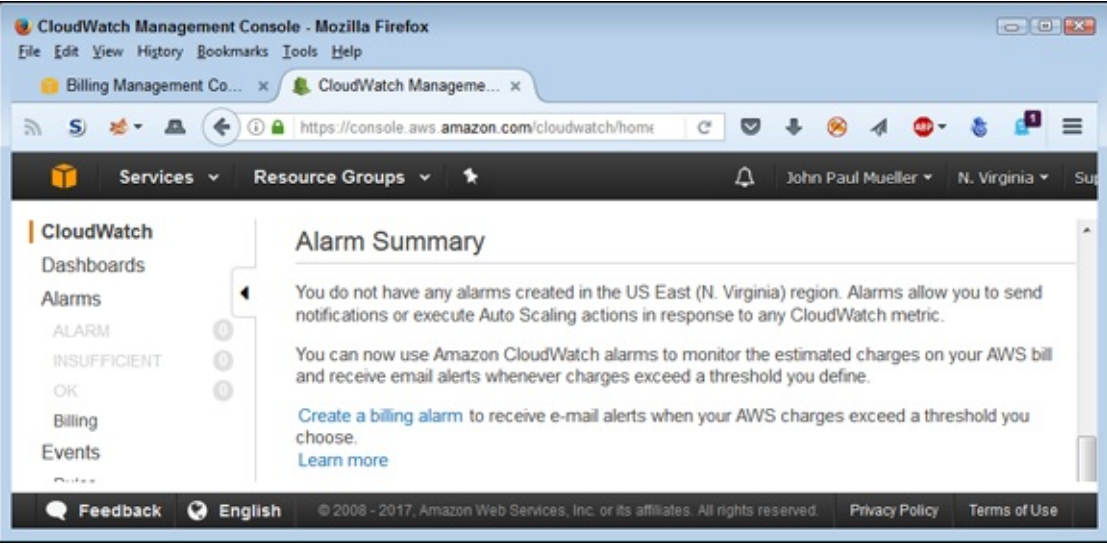 CloudWatch Management Console - Mozilla Firefox
File Edit View History Bookmarks Tools Help
Billing Management Co... × CloudWatch Manageme... ×
S https://console.aws.amazon.com/cloudwatch/home ABP 1
Services Resource Groups John Paul Mueller N. Virginia Sup
CloudWatch
Dashboards
Alarms
ALARM 0
INSUFFICIENT 0
OK 0
Billing
Events
Alarm Summary
You do not have any alarms created in the US East (N. Virginia) region. Alarms allow you to send
notifications or execute Auto Scaling actions in response to any CloudWatch metric.
You can now use Amazon CloudWatch alarms to monitor the estimated charges on your AWS bill
and receive email alerts whenever charges exceed a threshold you define.
Create a billing alarm to receive e-mail alerts when your AWS charges exceed a threshold you
choose.
Learn more
Feedback English © 2008 - 2017, Amazon Web Services, Inc. or its affiliates. All rights reserved. Privacy Policy Terms of Use